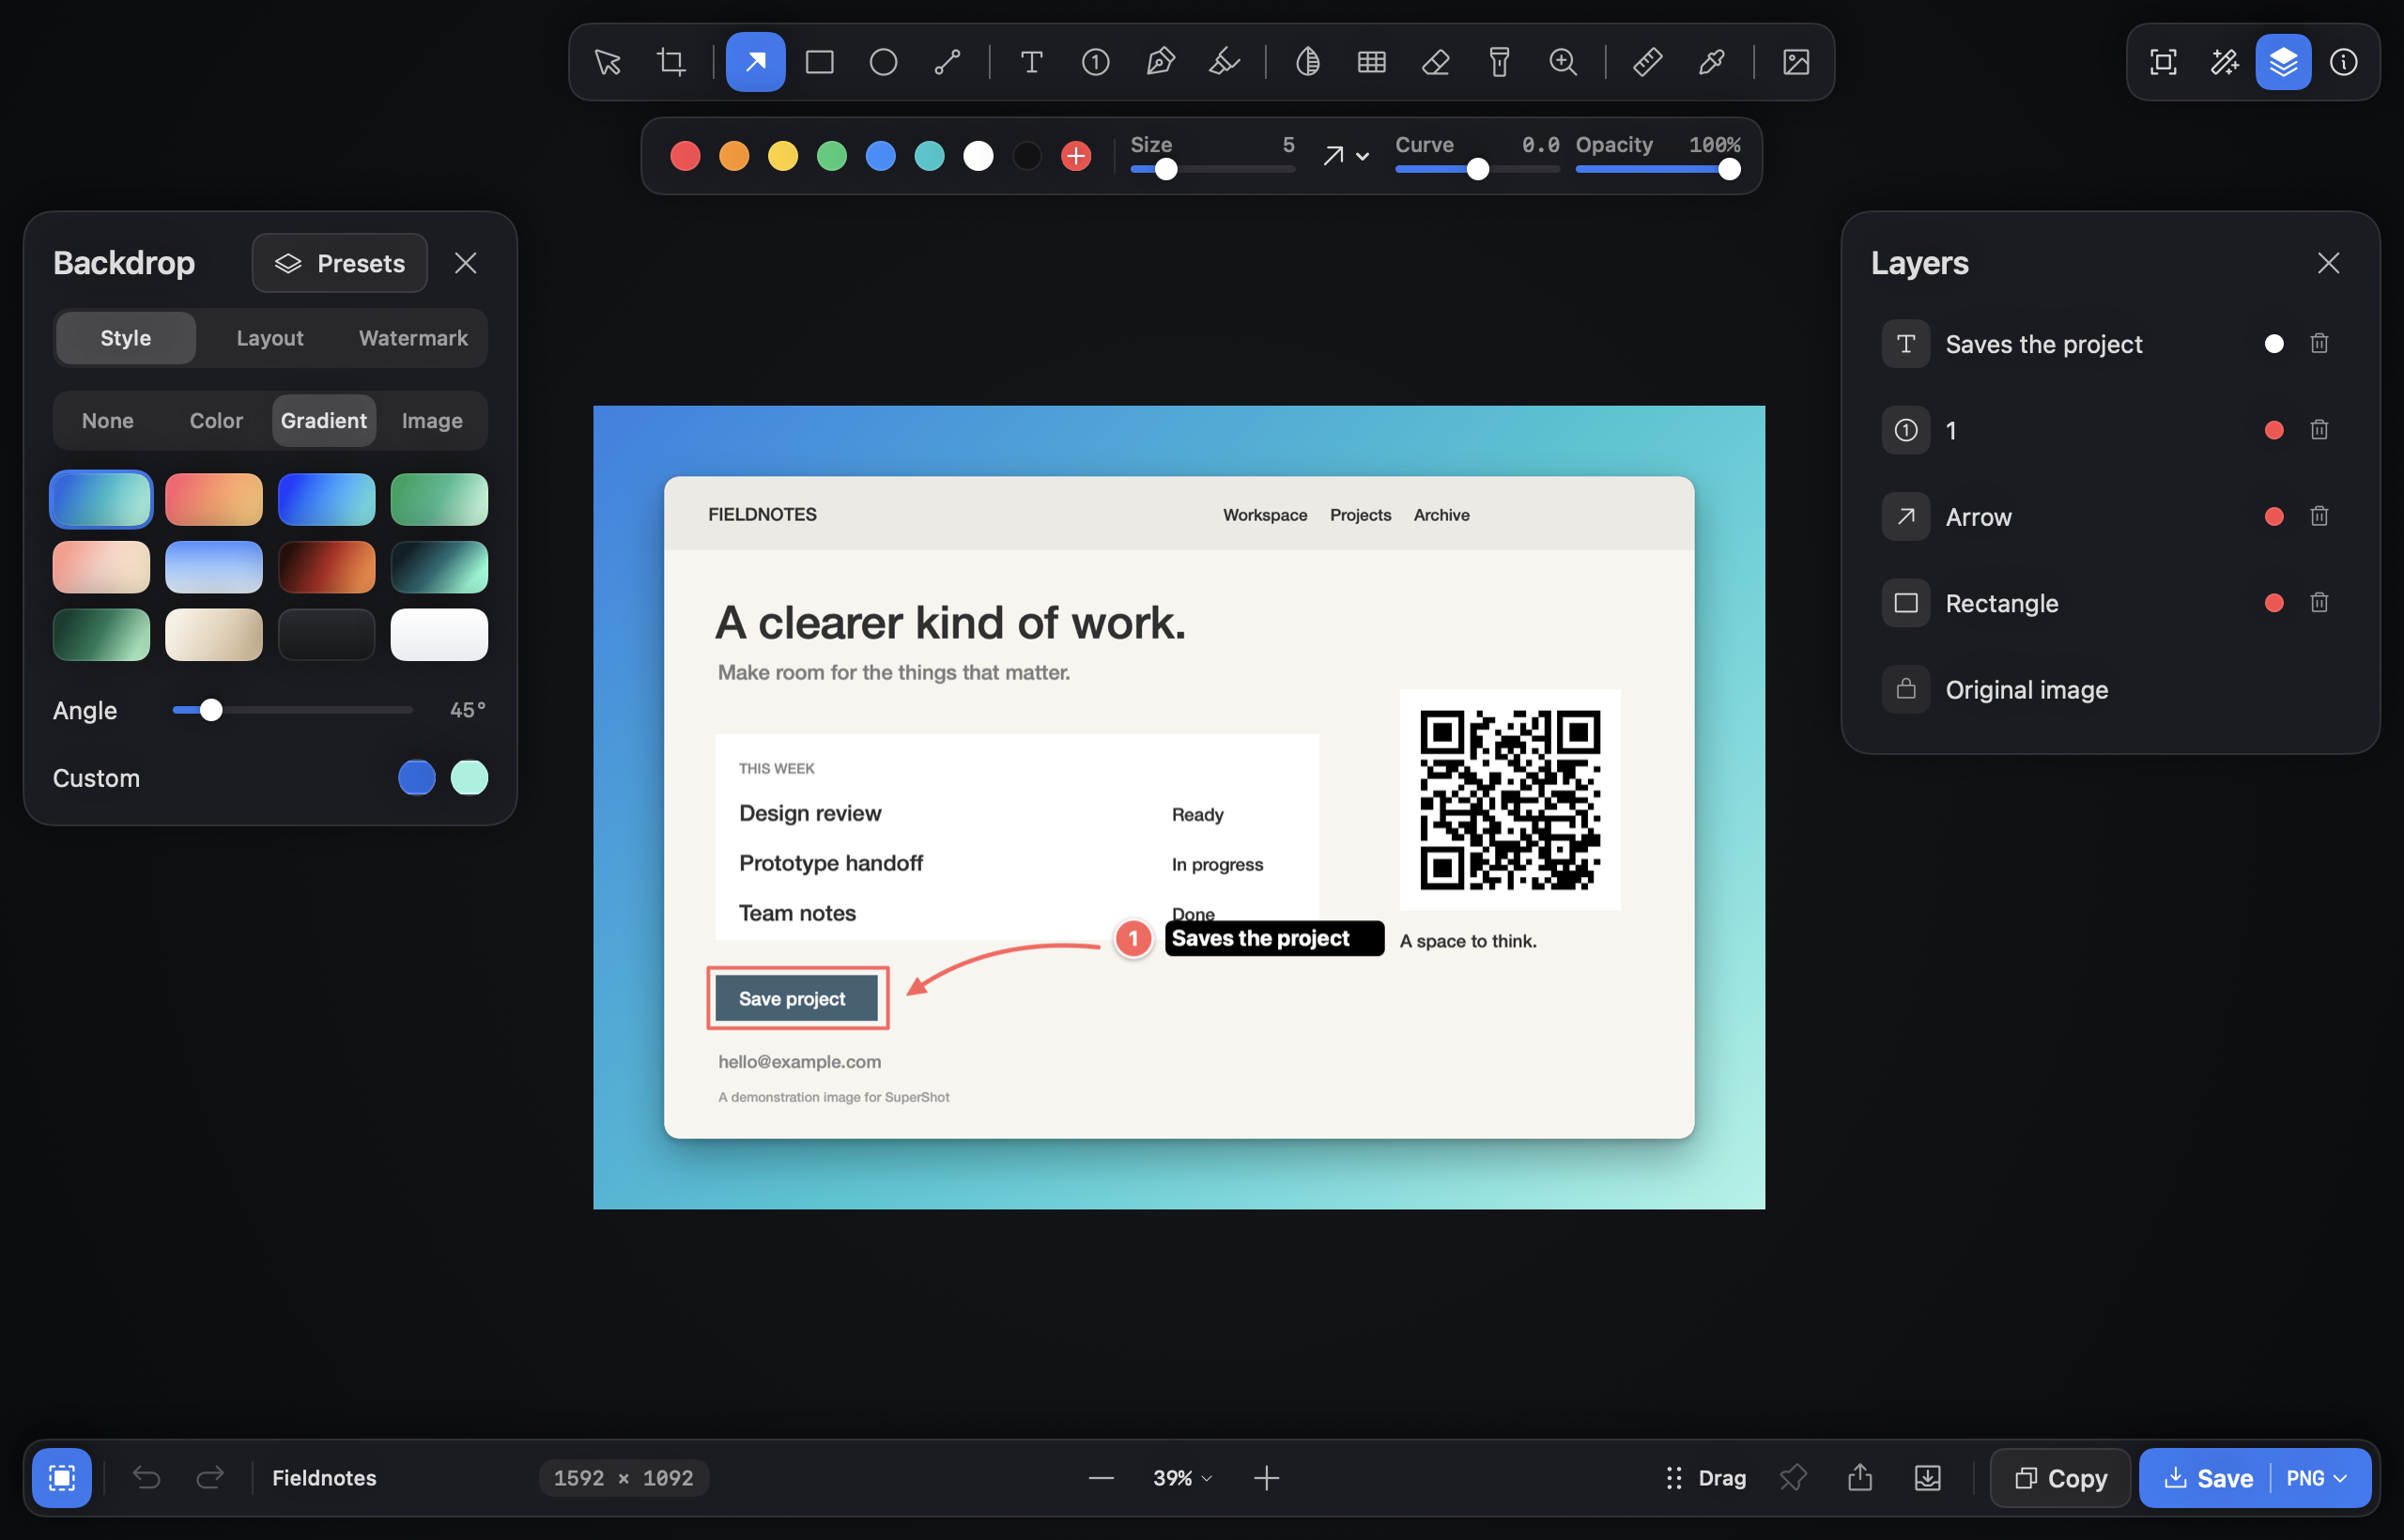 Size 5 Curve 0.0 Opacity 100%
Backdrop Presets
Style Layout Watermark
None Color Gradient Image
Angle 45°
Custom
Layers
Saves the project
1
Arrow
Rectangle
Original image
FIELDNOTES Workspace Projects Archive
A clearer kind of work.
Make room for the things that matter.
THIS WEEK
Design review Ready
Prototype handoff In progress
Team notes Done
1 Saves the project
A space to think.
Save project
hello@example.com
A demonstration image for SuperShot
Fieldnotes 1592 × 1092 39% Drag Copy Save PNG